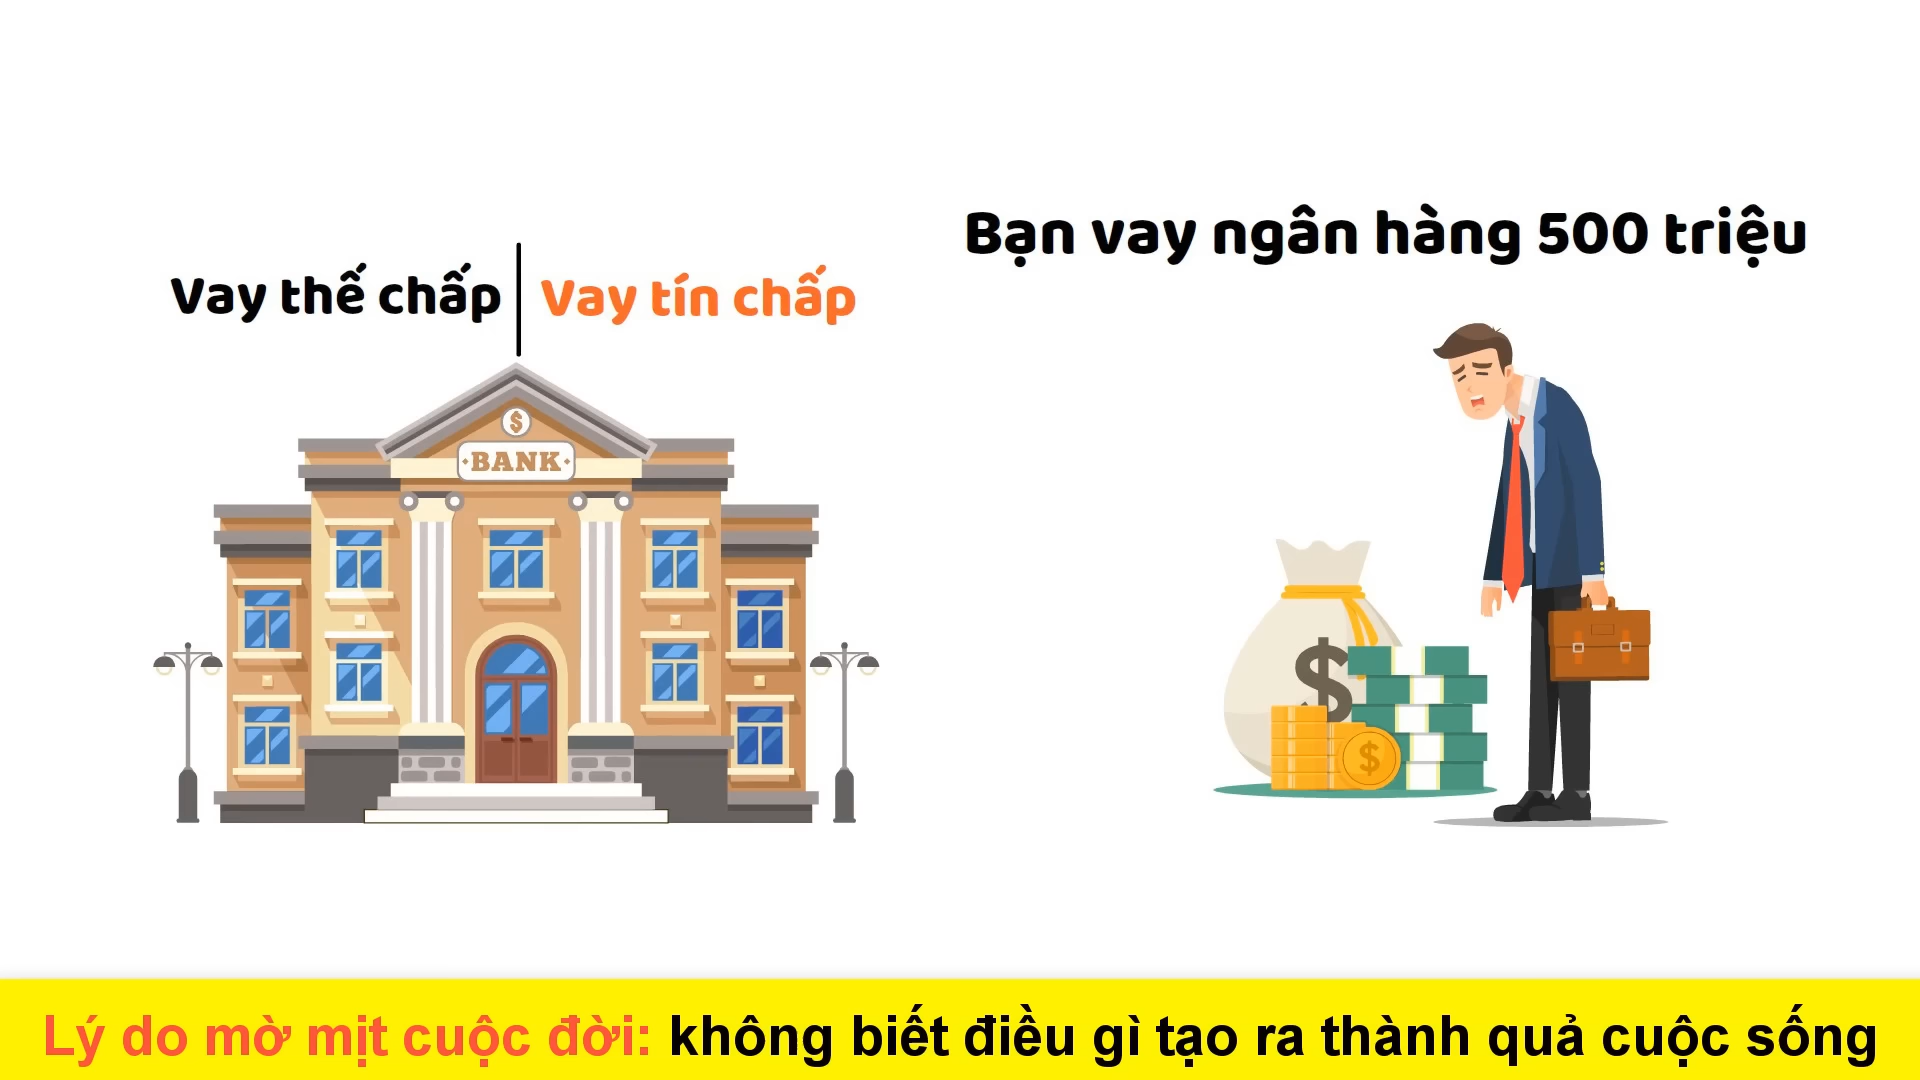 Bạn vay ngân hàng 500 triệu
Vay thế chấp
Vay tín chấp
$
BANK
$
$
Lý do mờ mịt cuộc đời: không biết điều gì tạo ra thành quả cuộc sống